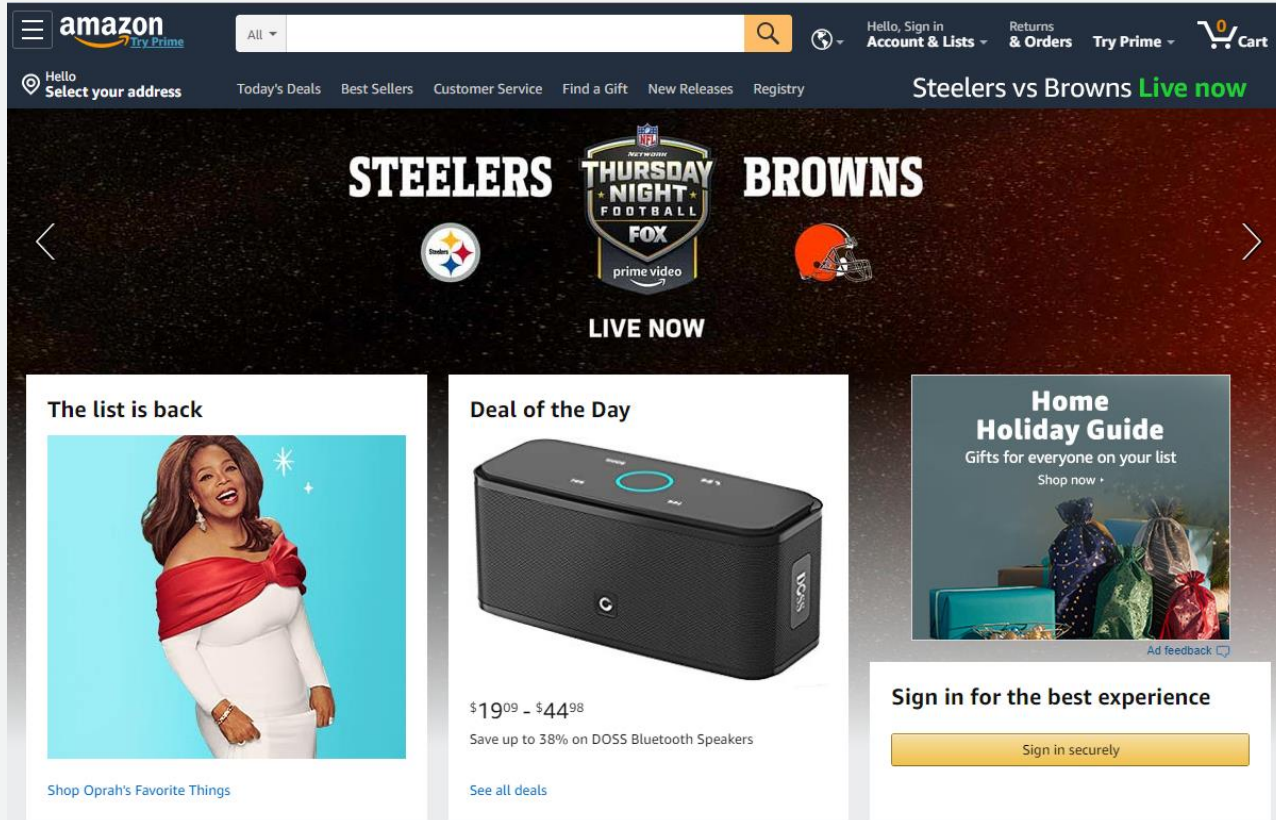 amazon
Try Prime
All
Hello, Sign in
Account & Lists
Returns
& Orders
Try Prime
0
Cart
Hello
Select your address
Today's Deals
Best Sellers
Customer Service
Find a Gift
New Releases
Registry
Steelers vs Browns Live now
STEELERS
NFL
NETWORK
THURSDAY
NIGHT
FOOTBALL
FOX
prime video
BROWNS
Steelers
LIVE NOW
The list is back
Shop Oprah's Favorite Things
Deal of the Day
DOSS
$1909 - $4498
Save up to 38% on DOSS Bluetooth Speakers
See all deals
Home
Holiday Guide
Gifts for everyone on your list
Shop now
Ad feedback
Sign in for the best experience
Sign in securely